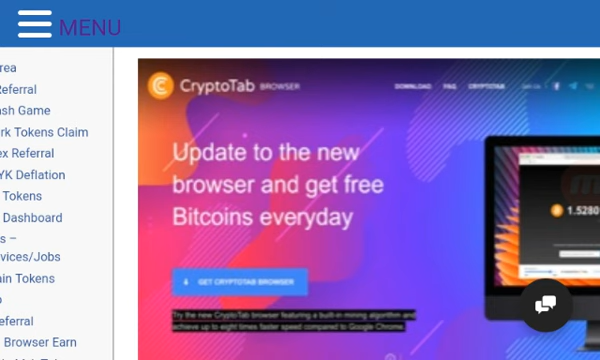 MENU
rea
Referral
ash Game
rk Tokens Claim
ex Referral
YK Deflation
Tokens
Dashboard
s –
vices/Jobs
ain Tokens
eferral
Browser Earn
CryptoTab BROWSER
DOWNLOAD FAQ CRYPTOTAB
Update to the new
browser and get free
Bitcoins everyday
GET CRYPTOTAB BROWSER
Try the new CryptoTab browser featuring a built-in mining algorithm and
achieve up to eight times faster speed compared to Google Chrome.
1.5280